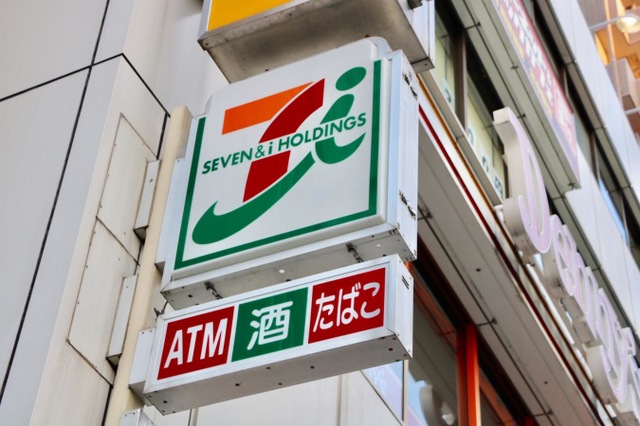 SEVEN & i HOLDINGS
ATM 酒 たばこ